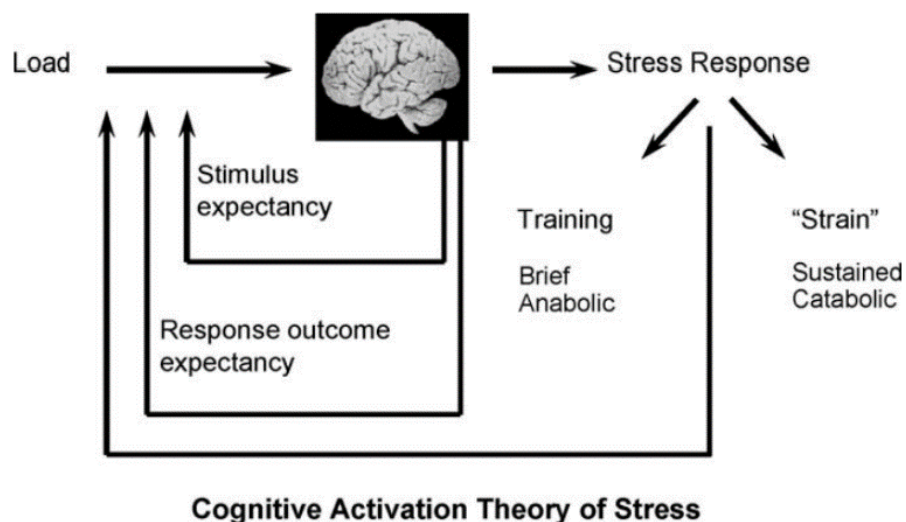 Load
Stress Response
Stimulus
expectancy
Training
“Strain”
Brief
Anabolic
Sustained
Catabolic
Response outcome
expectancy
Cognitive Activation Theory of Stress